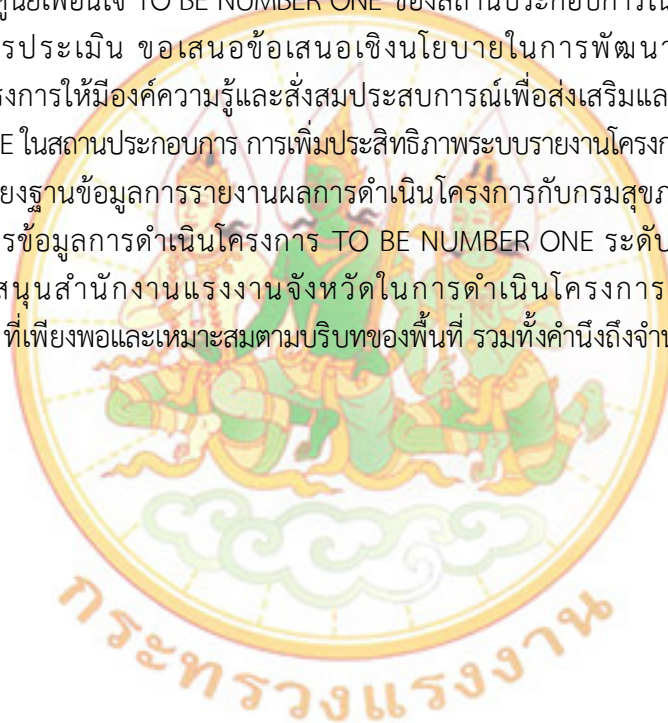 ศูนย์เพื่อนใจ TO BE NUMBER ONE ของสถานประกอบการใน
รประเมิน ขอเสนอข้อเสนอเชิงนโยบายในการพัฒนา
รงการให้มีองค์ความรู้และสั่งสมประสบการณ์เพื่อส่งเสริมและ
E ในสถานประกอบการ การเพิ่มประสิทธิภาพระบบรายงานโครงก
ยงฐานข้อมูลการรายงานผลการดำเนินโครงการกับกรมสุขภ
รข้อมูลการดำเนินโครงการ TO BE NUMBER ONE ระดับ
สนุนสำนักงานแรงงานจังหวัดในการดำเนินโครงการ
ที่เพียงพอและเหมาะสมตามบริบทของพื้นที่ รวมทั้งคำนึงถึงจำน
กระทรวงแรงงาน